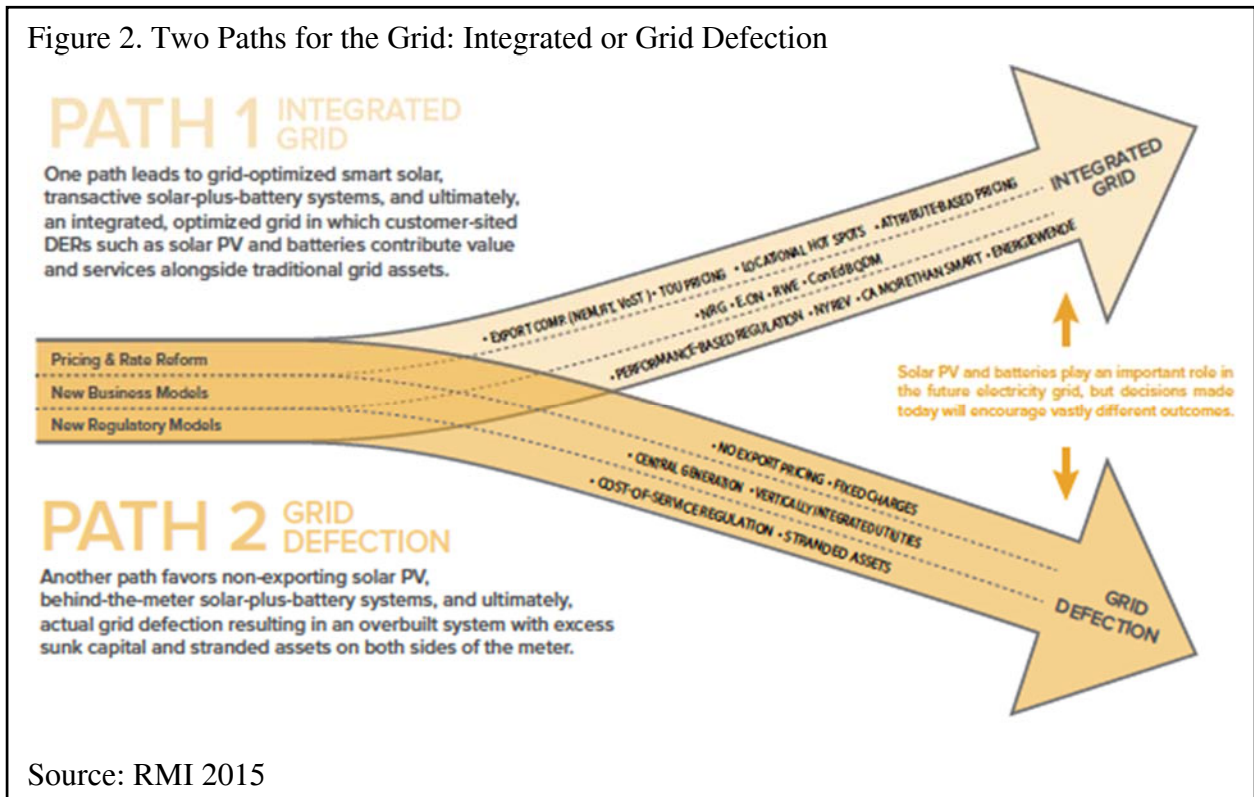 Figure 2. Two Paths for the Grid: Integrated or Grid Defection
PATH 1 INTEGRATED
GRID
One path leads to grid-optimized smart solar,
transactive solar-plus-battery systems, and ultimately,
an integrated, optimized grid in which customer-sited
DERs such as solar PV and batteries contribute value
and services alongside traditional grid assets.
INTEGRATED
GRID
• EXPORT COMP. (NEM, FIT, VoST) • TOU PRICING • LOCATIONAL HOT SPOTS • ATTRIBUTE-BASED PRICING
• NRG • E.ON • RWE • ConEd BQDM
• PERFORMANCE-BASED REGULATION • NY REV • CA MORE THAN SMART • ENERGIEWENDE
Pricing & Rate Reform
New Business Models
New Regulatory Models
Solar PV and batteries play an important role in
the future electricity grid, but decisions made
today will encourage vastly different outcomes.
• NO EXPORT PRICING • FIXED CHARGES
• CENTRAL GENERATION • VERTICALLY INTEGRATED UTILITIES
• COST-OF-SERVICE REGULATION • STRANDED ASSETS
GRID
DEFECTION
PATH 2 GRID
DEFECTION
Another path favors non-exporting solar PV,
behind-the-meter solar-plus-battery systems, and ultimately,
actual grid defection resulting in an overbuilt system with excess
sunk capital and stranded assets on both sides of the meter.
Source: RMI 2015